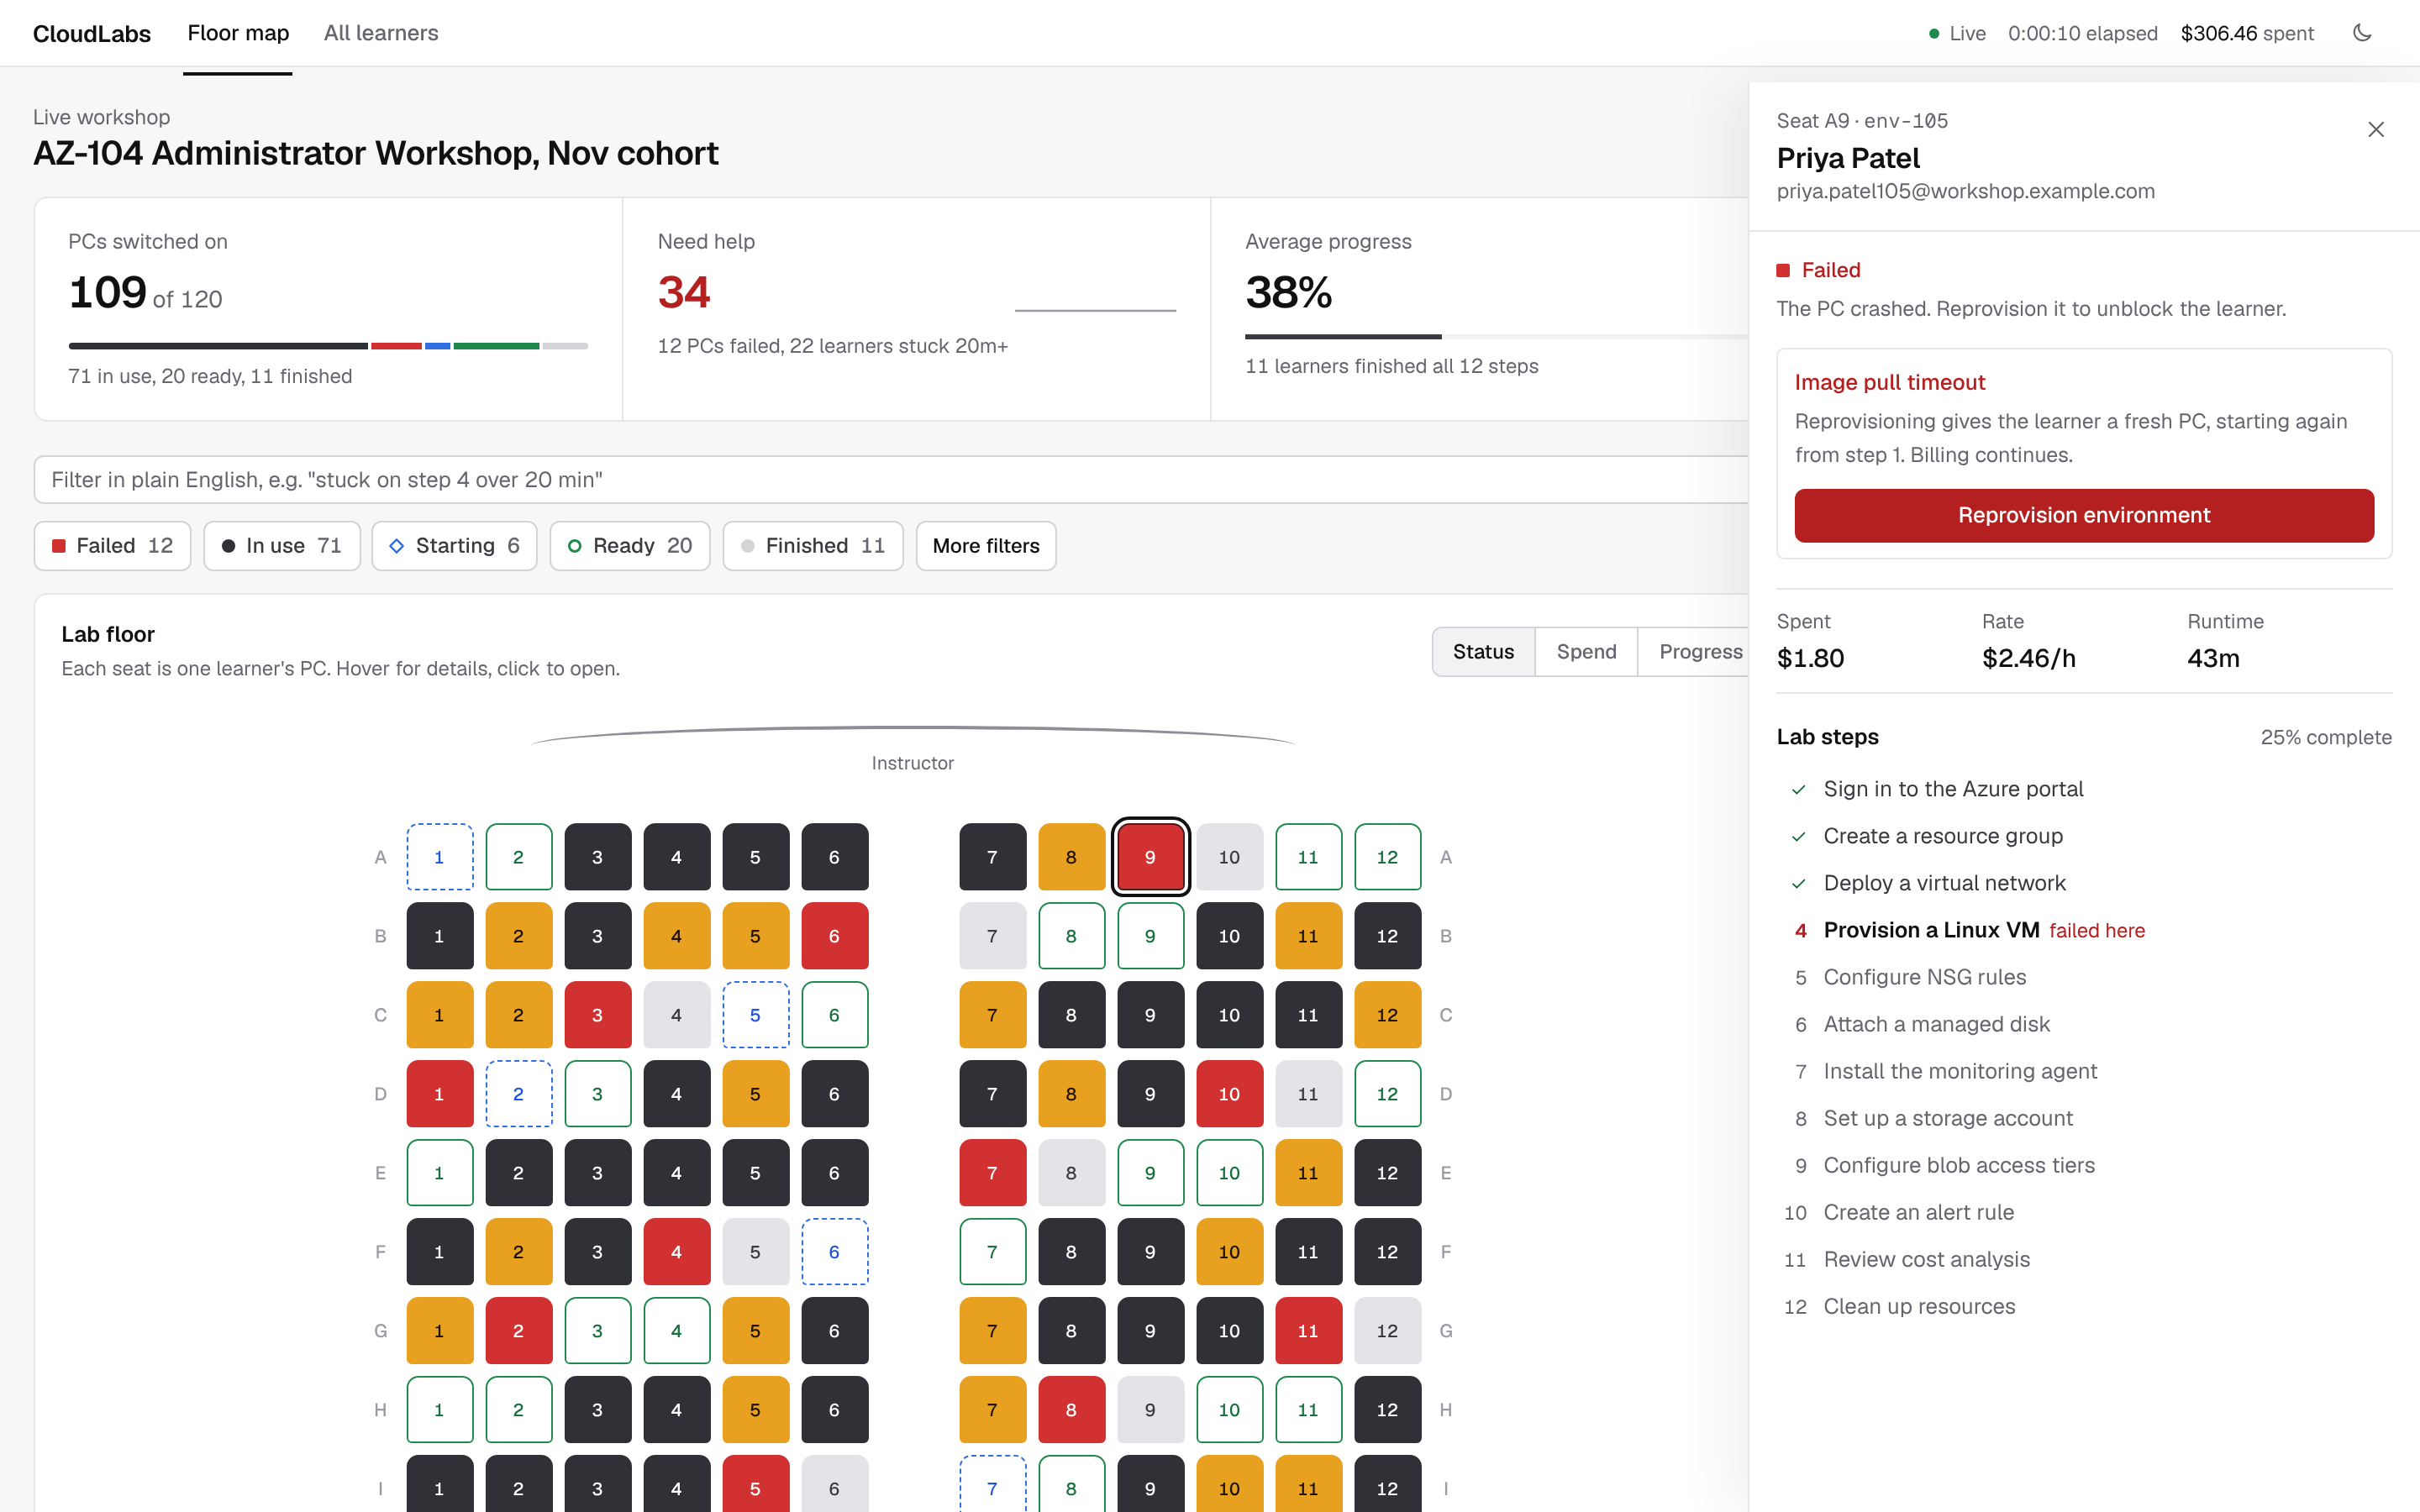 CloudLabs
Floor map
All learners
Live
0:00:10 elapsed
$306.46 spent
Live workshop
AZ-104 Administrator Workshop, Nov cohort
PCs switched on
109 of 120
71 in use, 20 ready, 11 finished
Need help
34
12 PCs failed, 22 learners stuck 20m+
Average progress
38%
11 learners finished all 12 steps
Filter in plain English, e.g. "stuck on step 4 over 20 min"
Failed 12
In use 71
Starting 6
Ready 20
Finished 11
More filters
Lab floor
Each seat is one learner's PC. Hover for details, click to open.
Status
Spend
Progress
Instructor
A 1 2 3 4 5 6 7 8 9 10 11 12 A
B 1 2 3 4 5 6 7 8 9 10 11 12 B
C 1 2 3 4 5 6 7 8 9 10 11 12 C
D 1 2 3 4 5 6 7 8 9 10 11 12 D
E 1 2 3 4 5 6 7 8 9 10 11 12 E
F 1 2 3 4 5 6 7 8 9 10 11 12 F
G 1 2 3 4 5 6 7 8 9 10 11 12 G
H 1 2 3 4 5 6 7 8 9 10 11 12 H
I 1 2 3 4 5 6 7 8 9 10 11 12 I
Seat A9 · env-105
Priya Patel
priya.patel105@workshop.example.com
Failed
The PC crashed. Reprovision it to unblock the learner.
Image pull timeout
Reprovisioning gives the learner a fresh PC, starting again
from step 1. Billing continues.
Reprovision environment
Spent
$1.80
Rate
$2.46/h
Runtime
43m
Lab steps
25% complete
Sign in to the Azure portal
Create a resource group
Deploy a virtual network
4 Provision a Linux VM failed here
5 Configure NSG rules
6 Attach a managed disk
7 Install the monitoring agent
8 Set up a storage account
9 Configure blob access tiers
10 Create an alert rule
11 Review cost analysis
12 Clean up resources